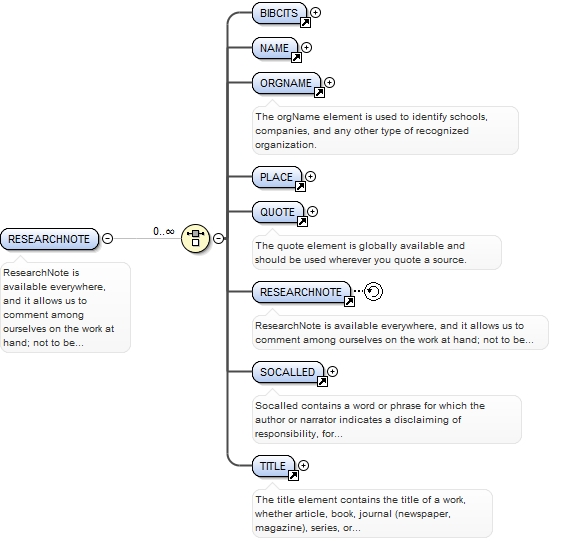 BIBCITS
NAME
ORGNAME
The orgName element is used to identify schools,
companies, and any other type of recognized
organization.
PLACE
QUOTE
The quote element is globally available and
should be used wherever you quote a source.
RESEARCHNOTE
0..∞
ResearchNote is
available everywhere,
and it allows us to
comment among
ourselves on the work at
hand; not to be...
RESEARCHNOTE
ResearchNote is available everywhere, and it allows us to
comment among ourselves on the work at hand; not to be...
SOCALLED
Socalled contains a word or phrase for which the
author or narrator indicates a disclaiming of
responsibility, for...
TITLE
The title element contains the title of a work,
whether article, book, journal (newspaper,
magazine), series, or...